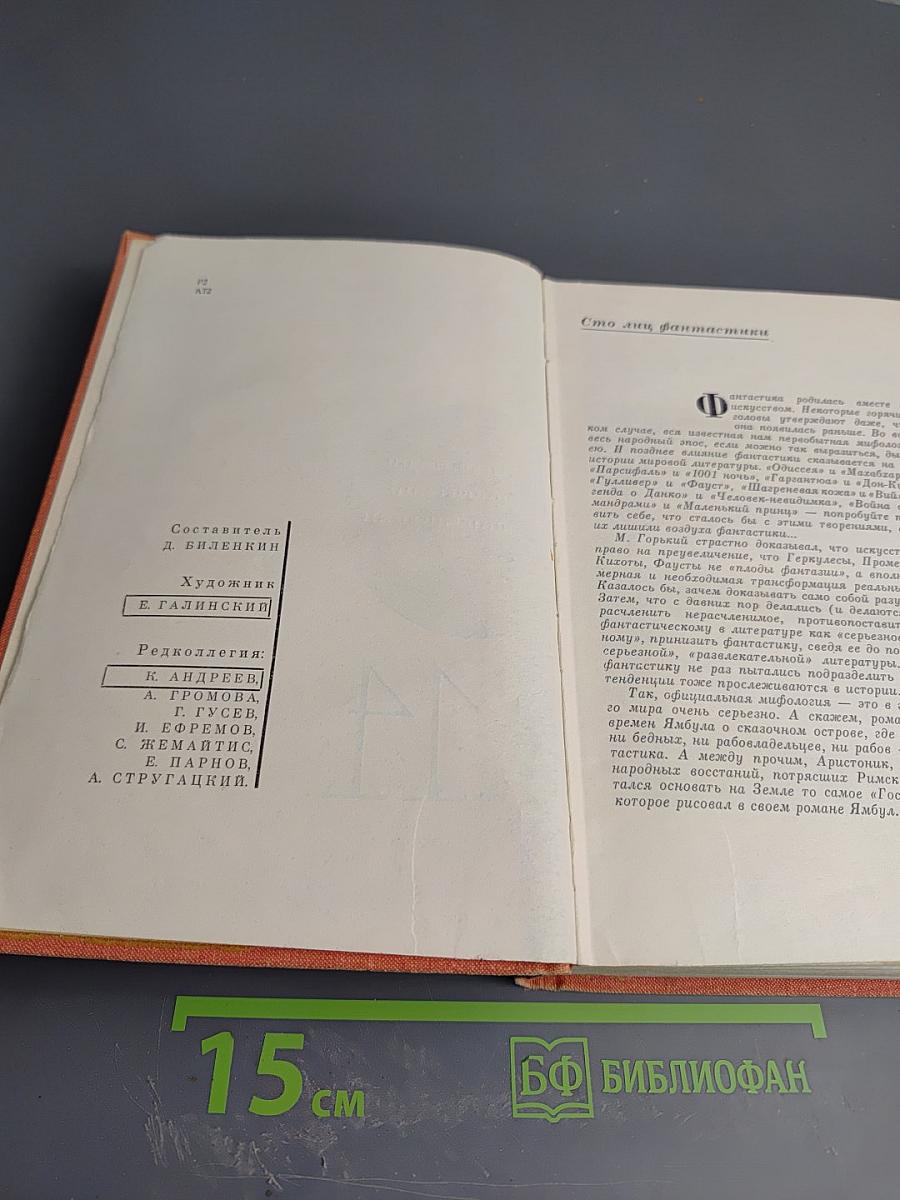 Р2
А72
Составитель
Д. БИЛЕНКИН
Художник
Е. ГАЛИНСКИЙ
Редколлегия:
К. АНДРЕЕВ,
А. ГРОМОВА,
Г. ГУСЕВ,
И. ЕФРЕМОВ,
С. ЖЕМАЙТИС,
Е. ПАРНОВ,
А. СТРУГАЦКИЙ.
Сто лиц фантастики
Фантастика родилась вместе
искусством. Некоторые горячи
головы утверждают даже, ч
она появилась раньше. Во в
ком случае, вся известная нам первобытная мифолог
весь народный эпос, если можно так выразиться, ды
ею. И позднее влияние фантастики сказывается на
истории мировой литературы. «Одиссея» и «Махабхар
«Парсифаль» и «1001 ночь», «Гаргантюа» и «Дон-Ки
«Гулливер» и «Фауст», «Шагреневая кожа» и «Вий
генда о Данко» и «Человек-невидимка», «Война
мандрами» и «Маленький принц» — попробуйте п
вить себе, что сталось бы с этими творениями,
их лишили воздуха фантастики...
М. Горький страстно доказывал, что искусст
право на преувеличение, что Геркулесы, Проме
Кихоты, Фаусты не «плоды фантазии», а вполн
мерная и необходимая трансформация реальн
Казалось бы, зачем доказывать само собой разу
Затем, что с давних пор делались (и делаются
расчленить нерасчленимое, противопоставит
фантастическому в литературе как «серьезно
ному», принизить фантастику, сведя ее до по
серьезной», «развлекательной» литературы.
фантастику не раз пытались подразделить
тенденции тоже прослеживаются в истории.
Так, официальная мифология — это в
го мира очень серьезно. А скажем, рома
времен Ямбула о сказочном острове, где
ни бедных, ни рабовладельцев, ни рабов
тастика. А между прочим, Аристоник,
народных восстаний, потрясших Римск
тался основать на Земле то самое «Гос
которое рисовал в своем романе Ямбул.
15 см
БФ БИБЛИОФАН